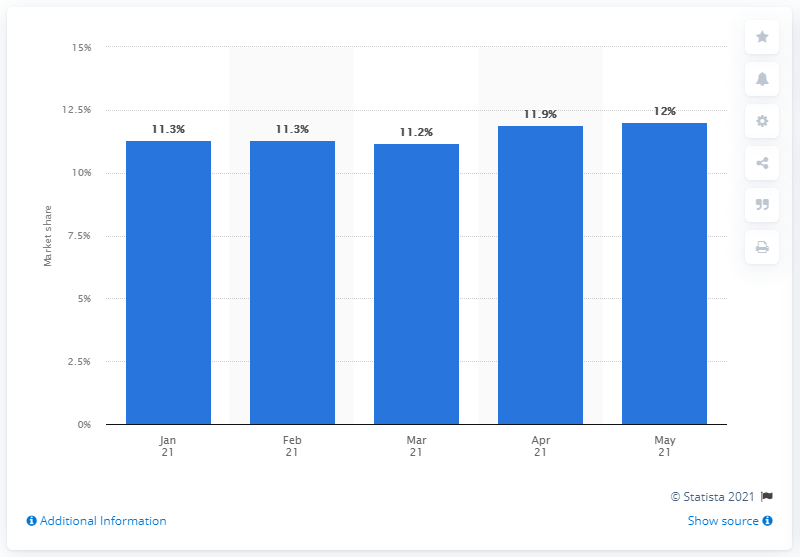 15%
12.5%
10%
7.5%
5%
2.5%
0%
Market share
11.3%
11.3%
11.2%
11.9%
12%
Jan
21
Feb
21
Mar
21
Apr
21
May
21
© Statista 2021
Additional Information
Show source